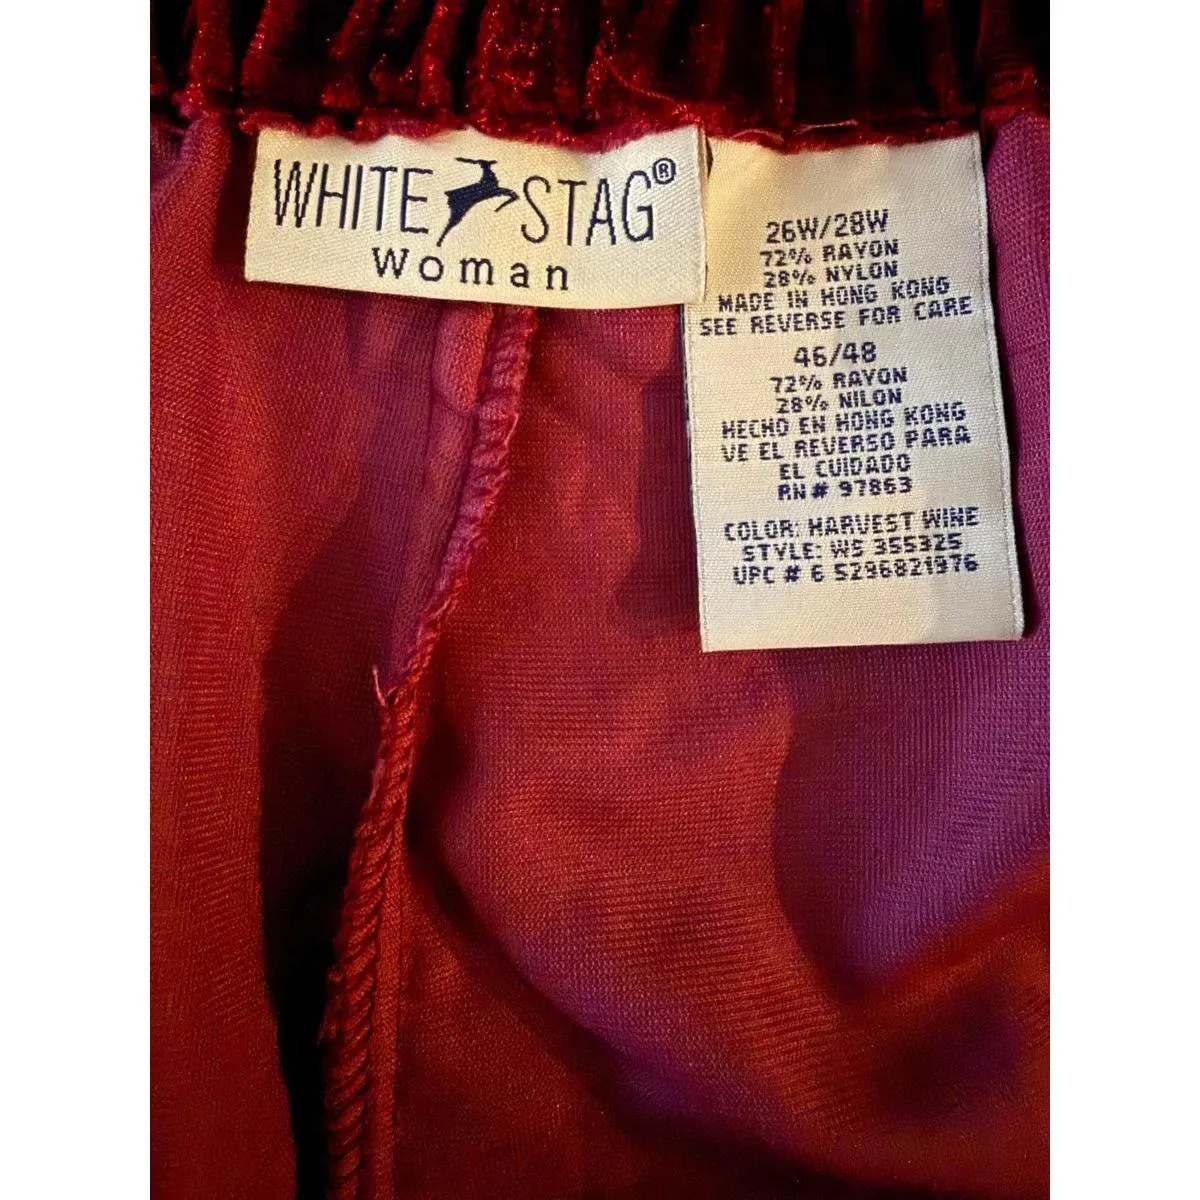 WHITE STAG®
Woman
26W/28W
72% RAYON
28% NYLON
MADE IN HONG KONG
SEE REVERSE FOR CARE
46/48
72% RAYON
28% NILON
HECHO EN HONG KONG
VE EL REVERSO PARA
EL CUIDADO
RN # 97863
COLOR: HARVEST WINE
STYLE: WS 355325
UPC # 6 5296821976